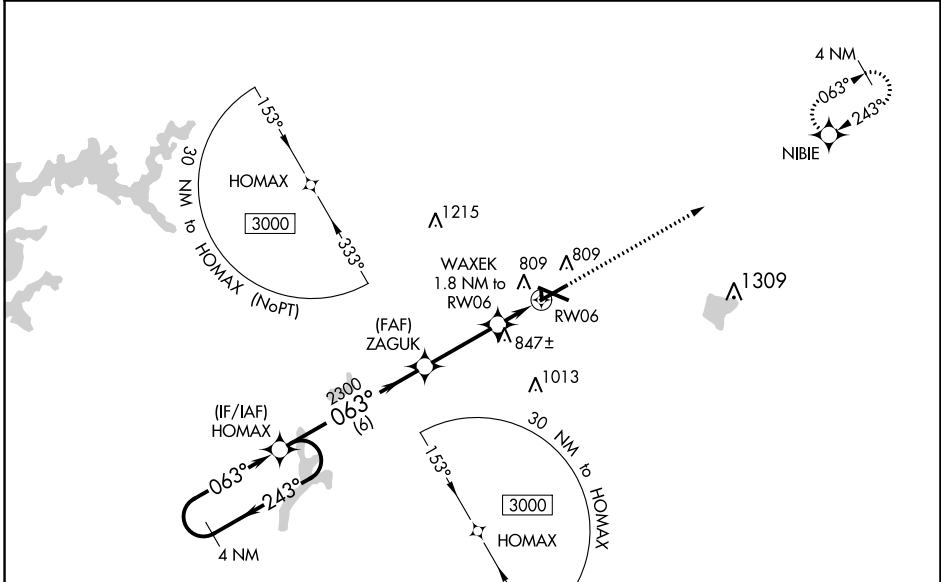 4 NM
063°
243°
NIBIE
153°
HOMAX
3000
333°
30 NM to HOMAX (NoPT)
1215
WAXEK
1.8 NM to
RW06
809
809
RW06
1309
(FAF)
ZAGUK
847±
1013
2300
063°
(6)
(IF/IAF)
HOMAX
063°
243°
4 NM
30 NM to HOMAX
153°
3000
HOMAX